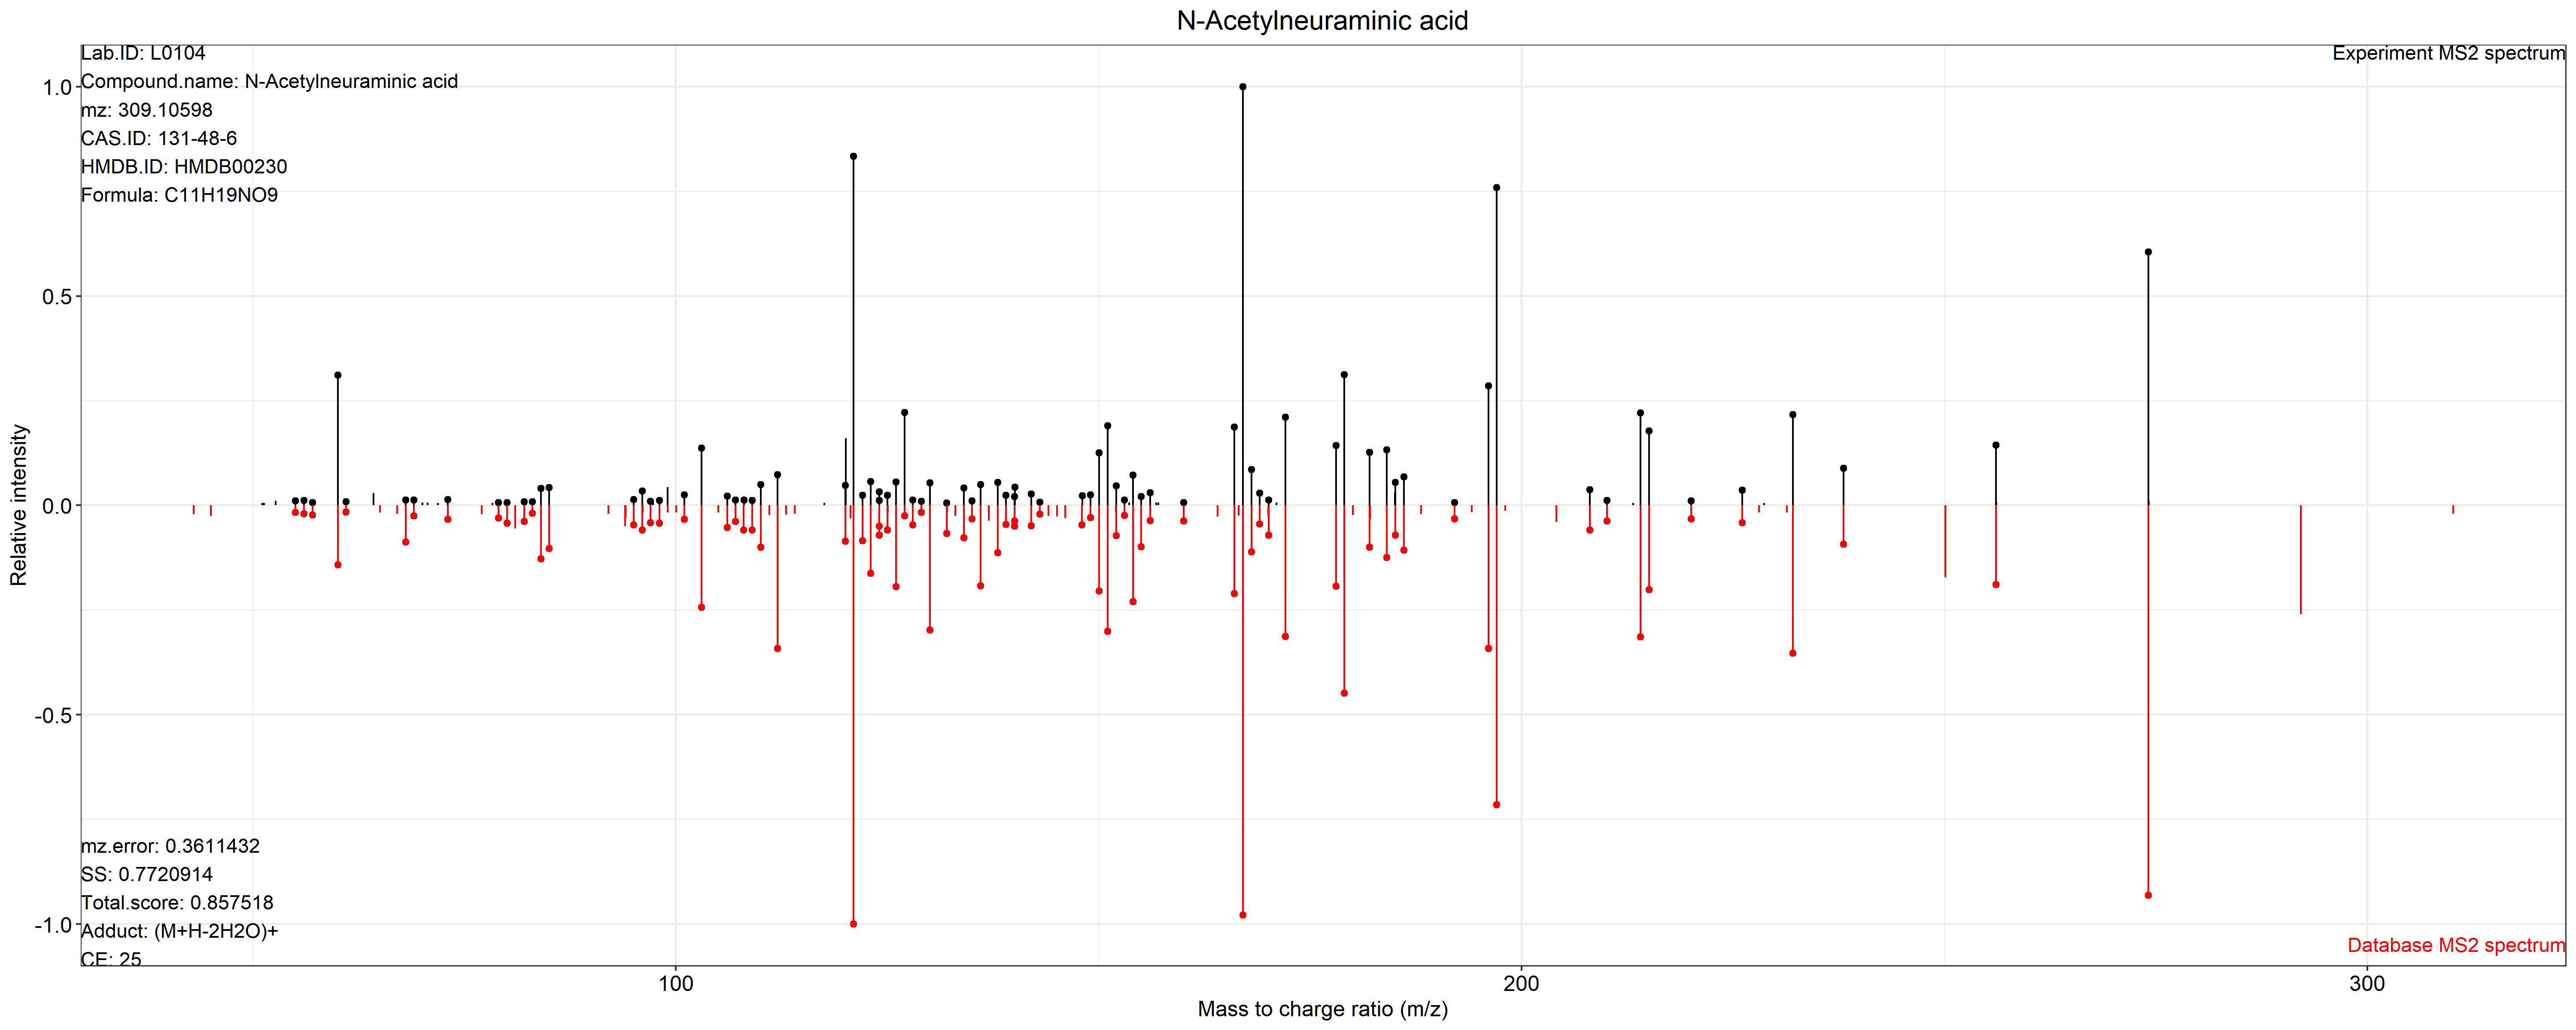 N-Acetylneuraminic acid
Lab.ID: L0104
Experiment MS2 spectrum
Compound.name: N-Acetylneuraminic acid
mz: 309.10598
CAS.ID: 131-48-6
HMDB.ID: HMDB00230
Formula: C11H19NO9
1.0
0.5
0.0
-0.5
-1.0
Relative intensity
mz.error: 0.3611432
SS: 0.7720914
Total.score: 0.857518
Adduct: (M+H-2H2O)+
Database MS2 spectrum
CE: 25
100
200
300
Mass to charge ratio (m/z)